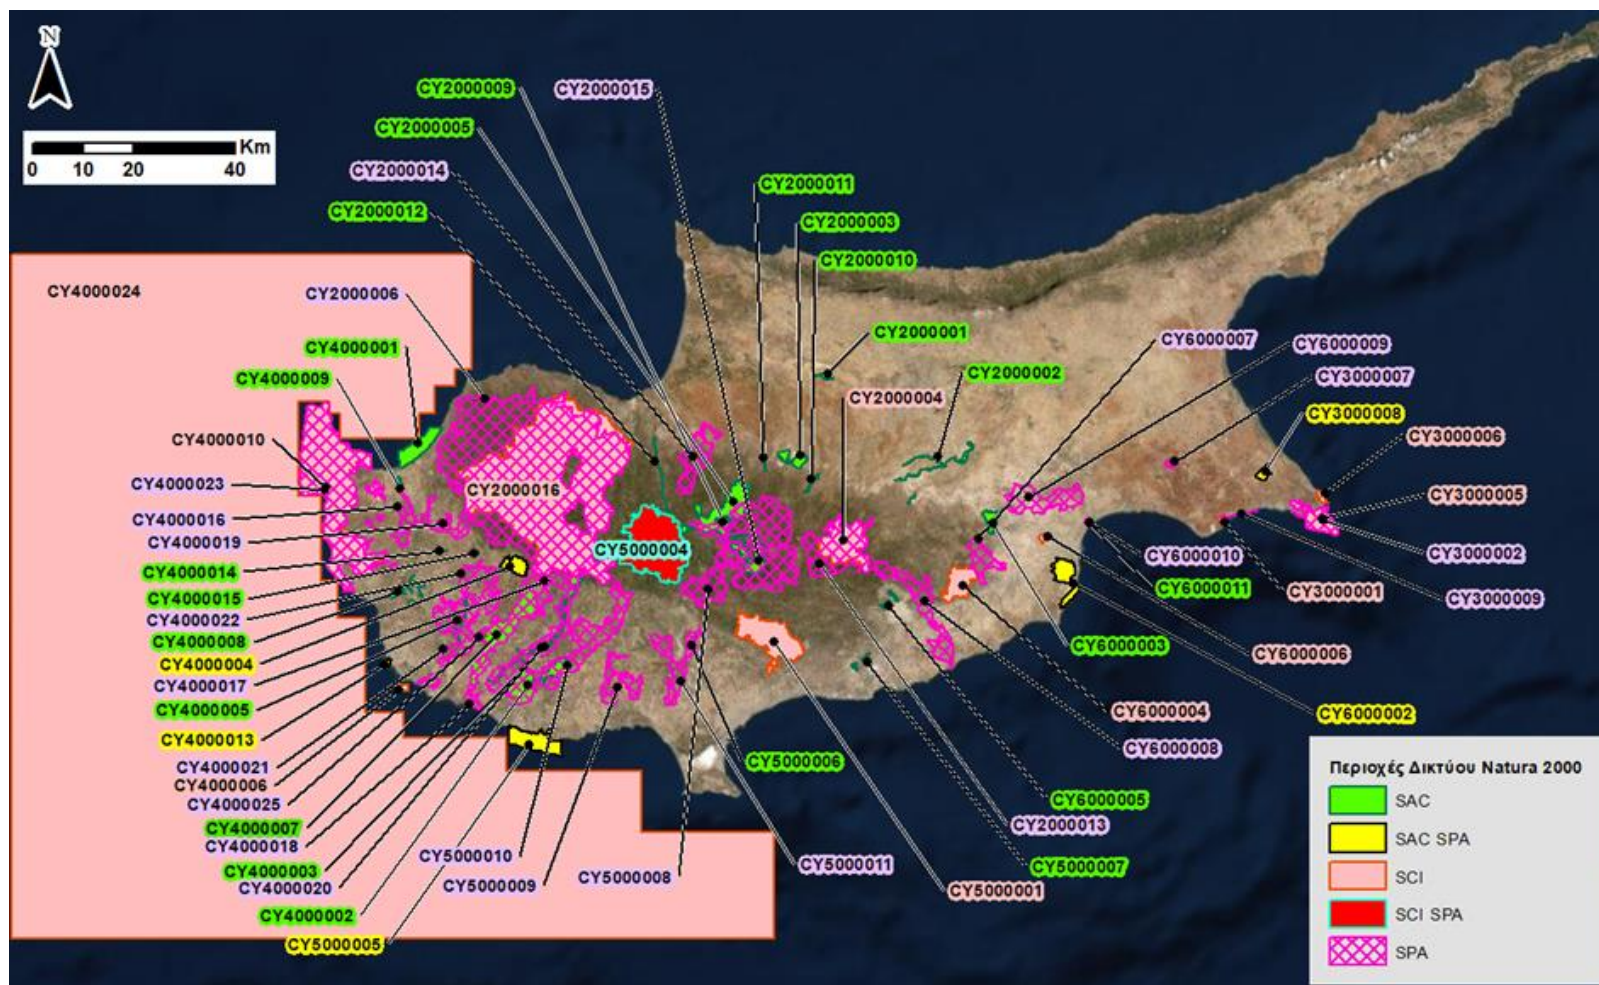 N
Km
0 10 20 40
CY2000009
CY2000015
CY2000005
CY2000014
CY2000012
CY2000011
CY2000003
CY2000010
CY4000024
CY2000006
CY4000001
CY4000009
CY2000001
CY2000002
CY2000004
CY6000007
CY6000009
CY3000007
CY3000008
CY3000006
CY4000010
CY4000023
CY2000016
CY3000005
CY4000016
CY4000019
CY5000004
CY6000010
CY3000002
CY4000014
CY4000015
CY6000011
CY3000001
CY3000009
CY4000022
CY4000008
CY6000003
CY6000006
CY4000004
CY4000017
CY4000005
CY6000004
CY6000002
CY4000013
CY6000008
CY4000021
CY5000006
CY4000006
CY4000025
CY6000005
CY4000007
CY2000013
CY4000018
CY5000010
CY5000011
CY5000007
CY4000003
CY5000008
CY4000020
CY5000009
CY5000001
CY4000002
CY5000005
Περιοχές Δικτύου Natura 2000
SAC
SAC SPA
SCI
SCI SPA
SPA